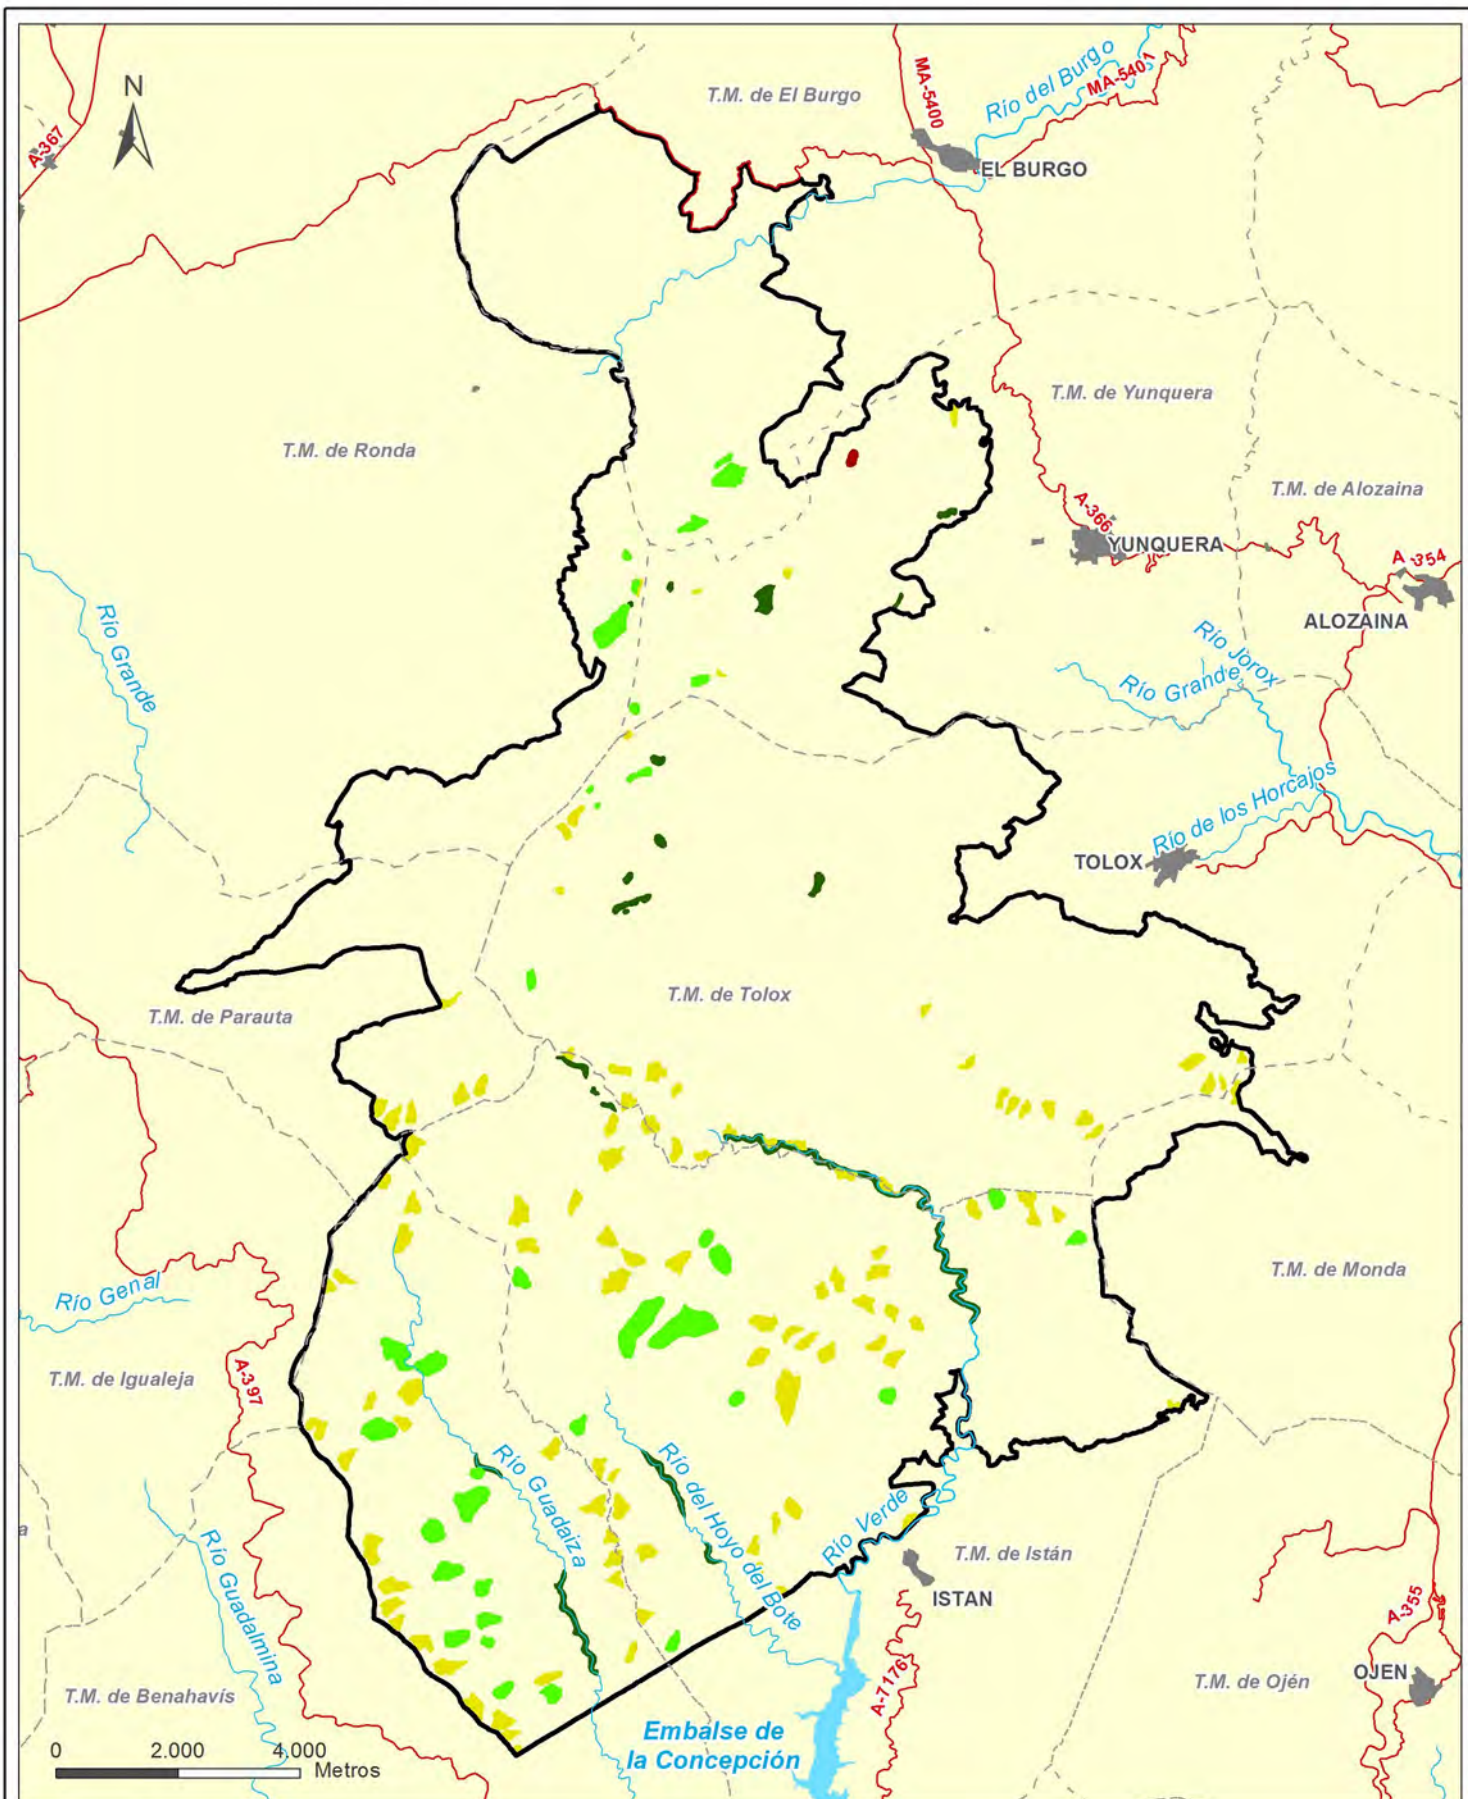 N
A-367
T.M. de El Burgo
MA-5400
Río del Burgo
MA-5401
EL BURGO
T.M. de Yunquera
T.M. de Ronda
T.M. de Alozaina
A-366
YUNQUERA
A-354
ALOZAINA
Río Grande
Río Jorox
Río Grande
Río de los Horcajos
TOLOX
T.M. de Tolox
T.M. de Parauta
Río Genal
T.M. de Monda
T.M. de Igualeja
A-397
Río Guadaiza
Río del Hoyo del Bote
Río Verde
a
Río Guadalmina
T.M. de Istán
ISTAN
A-355
A-7176
OJEN
T.M. de Ojén
T.M. de Benahavís
Embalse de
la Concepción
0 2.000 4.000
Metros